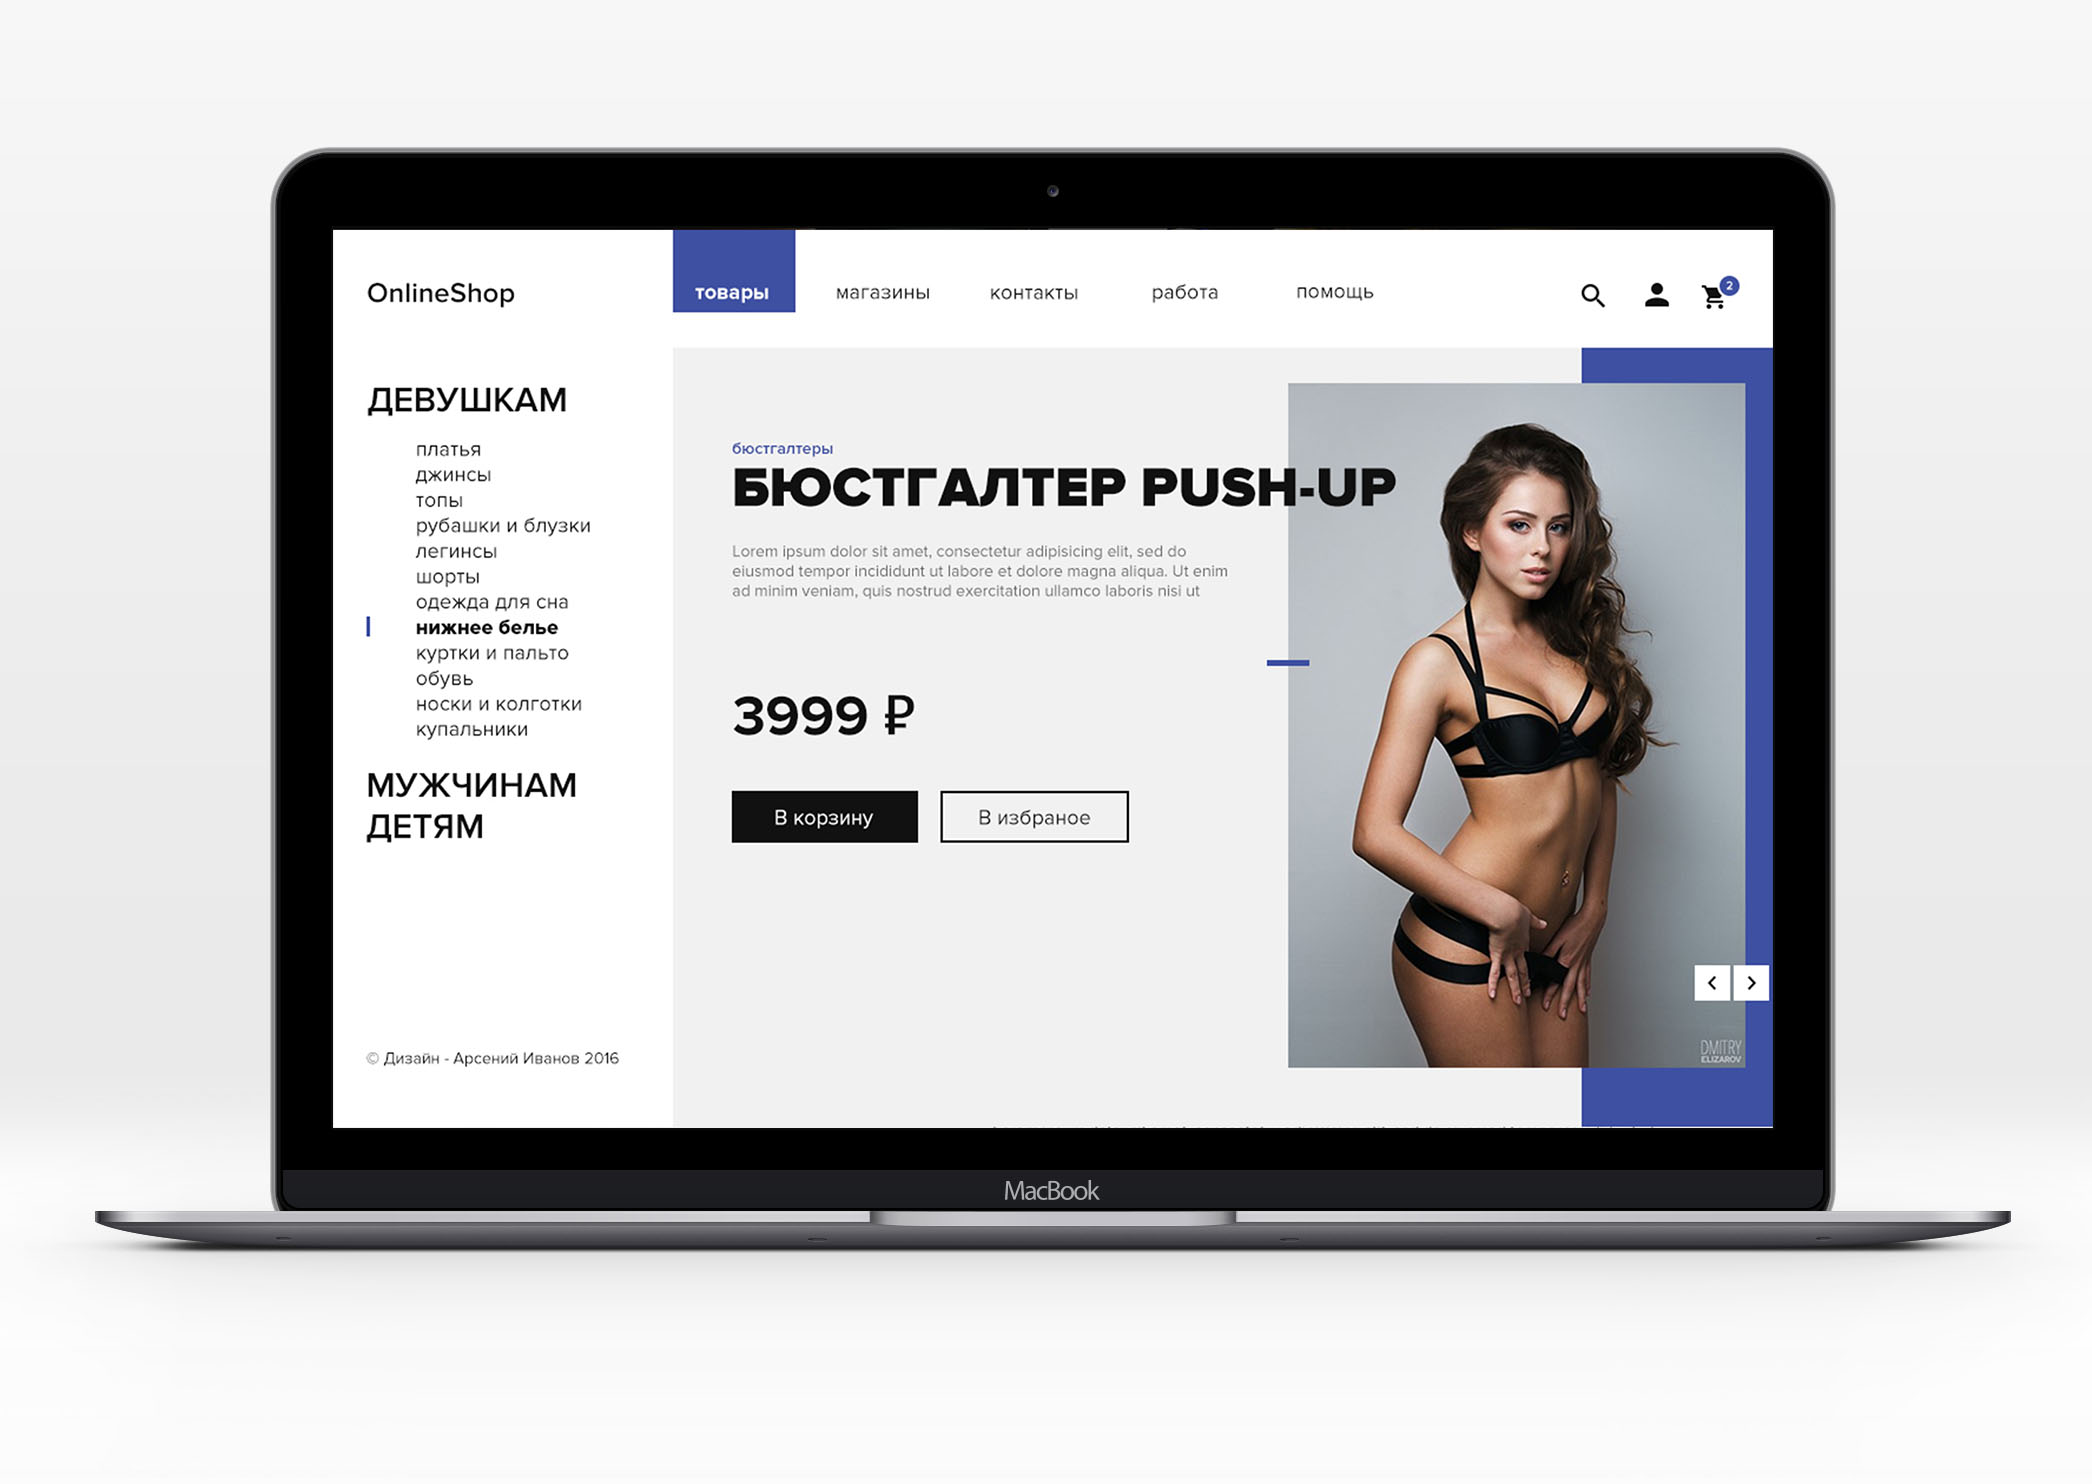 OnlineShop
товары
магазины
контакты
работа
помощь
2
ДЕВУШКАМ
платья
джинсы
топы
рубашки и блузки
легинсы
шорты
одежда для сна
нижнее белье
куртки и пальто
обувь
носки и колготки
купальники
МУЖЧИНАМ
ДЕТЯМ
© Дизайн - Арсений Иванов 2016
бюстгалтеры
БЮСТГАЛТЕР PUSH-UP
Lorem ipsum dolor sit amet, consectetur adipisicing elit, sed do
eiusmod tempor incididunt ut labore et dolore magna aliqua. Ut enim
ad minim veniam, quis nostrud exercitation ullamco laboris nisi ut
3999 ₽
В корзину
В избраное
DMITRY
ELIZAROV
MacBook